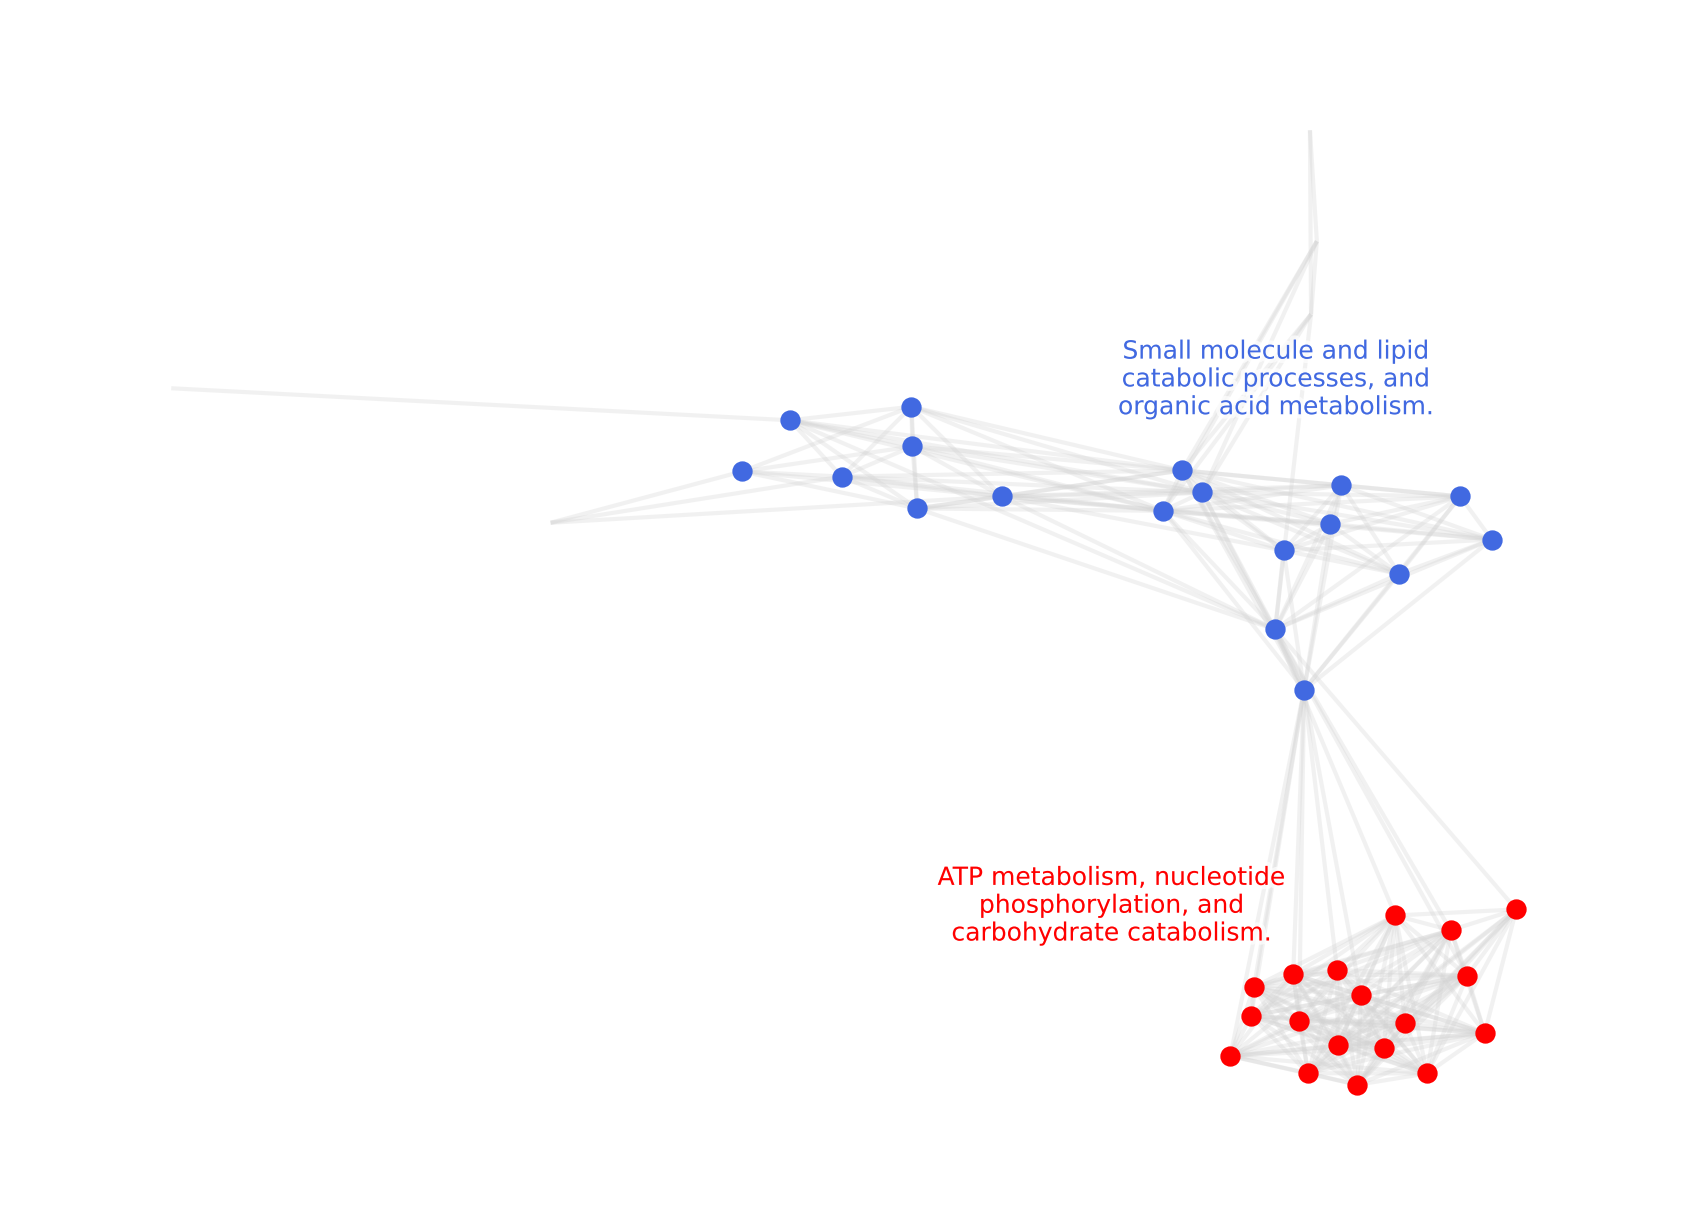 Small molecule and lipid
catabolic processes, and
organic acid metabolism.
ATP metabolism, nucleotide
phosphorylation, and
carbohydrate catabolism.